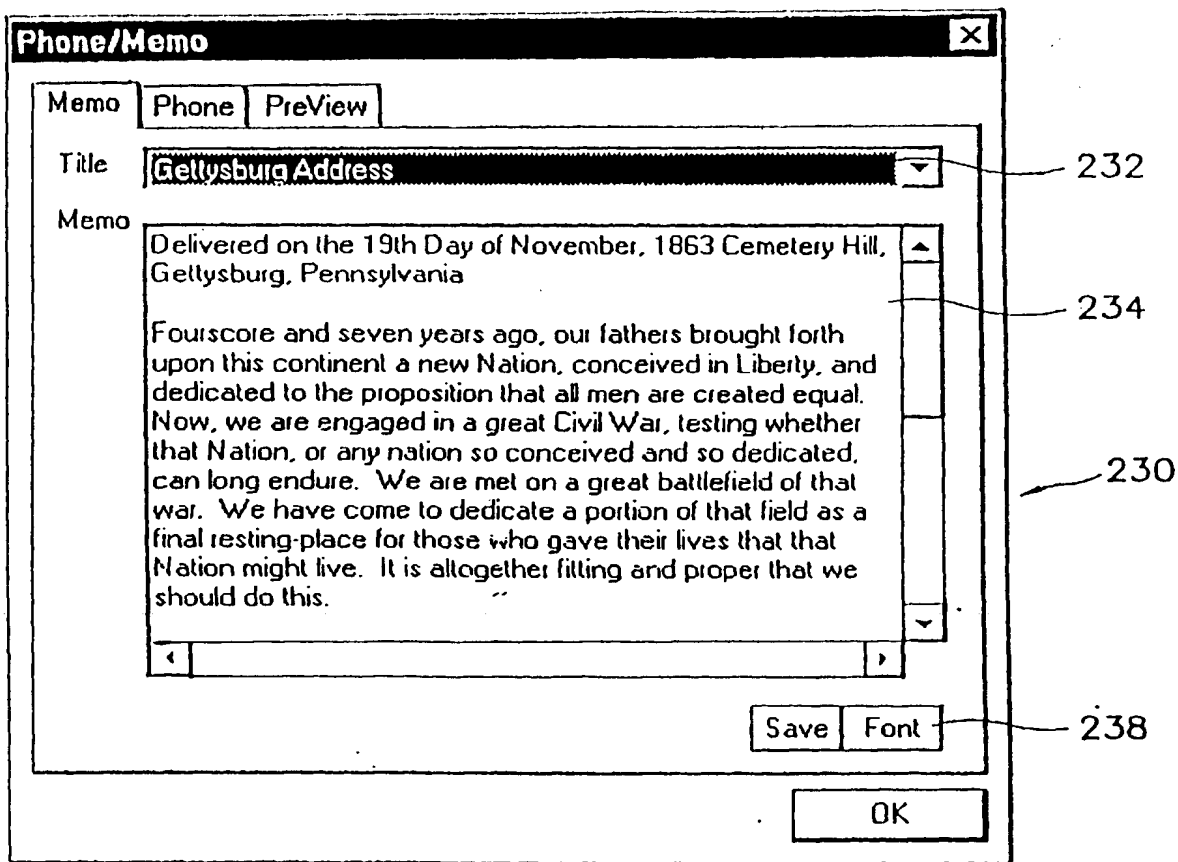 Phone/Memo
Memo Phone PreView
Title Gettysburg Address 232
Memo
Delivered on the 19th Day of November, 1863 Cemetery Hill,
Gettysburg, Pennsylvania
234
Fourscore and seven years ago, our fathers brought forth
upon this continent a new Nation, conceived in Liberty, and
dedicated to the proposition that all men are created equal.
Now, we are engaged in a great Civil War, testing whether
that Nation, or any nation so conceived and so dedicated,
can long endure. We are met on a great battlefield of that
230
war. We have come to dedicate a portion of that field as a
final resting-place for those who gave their lives that that
Nation might live. It is altogether fitting and proper that we
should do this.
Save Font 238
OK